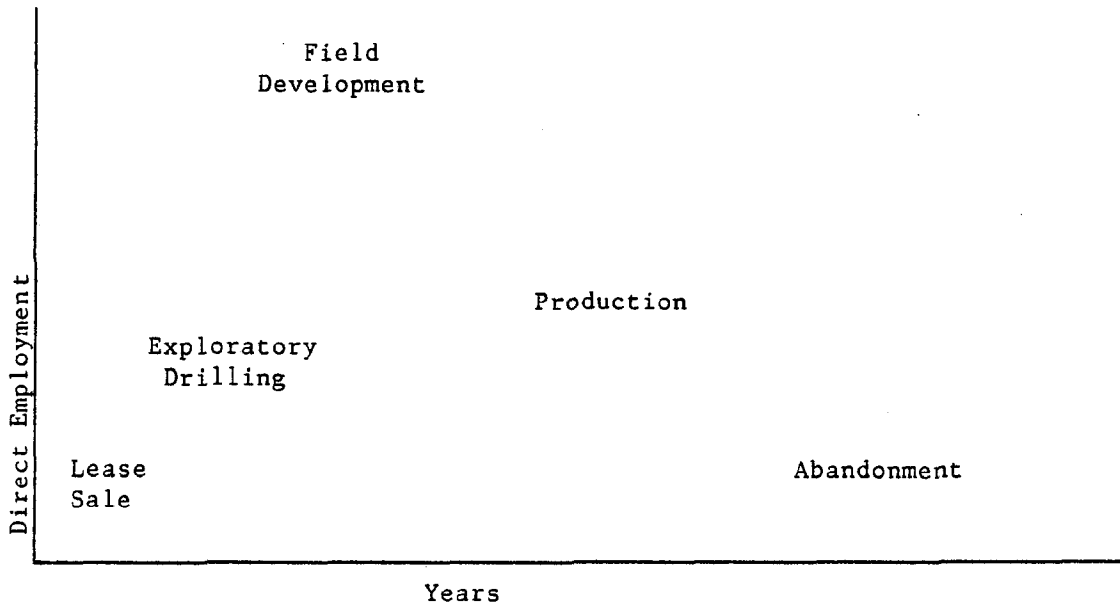 Field
Development
Production
Exploratory
Drilling
Lease
Sale
Abandonment
Direct Employment
Years